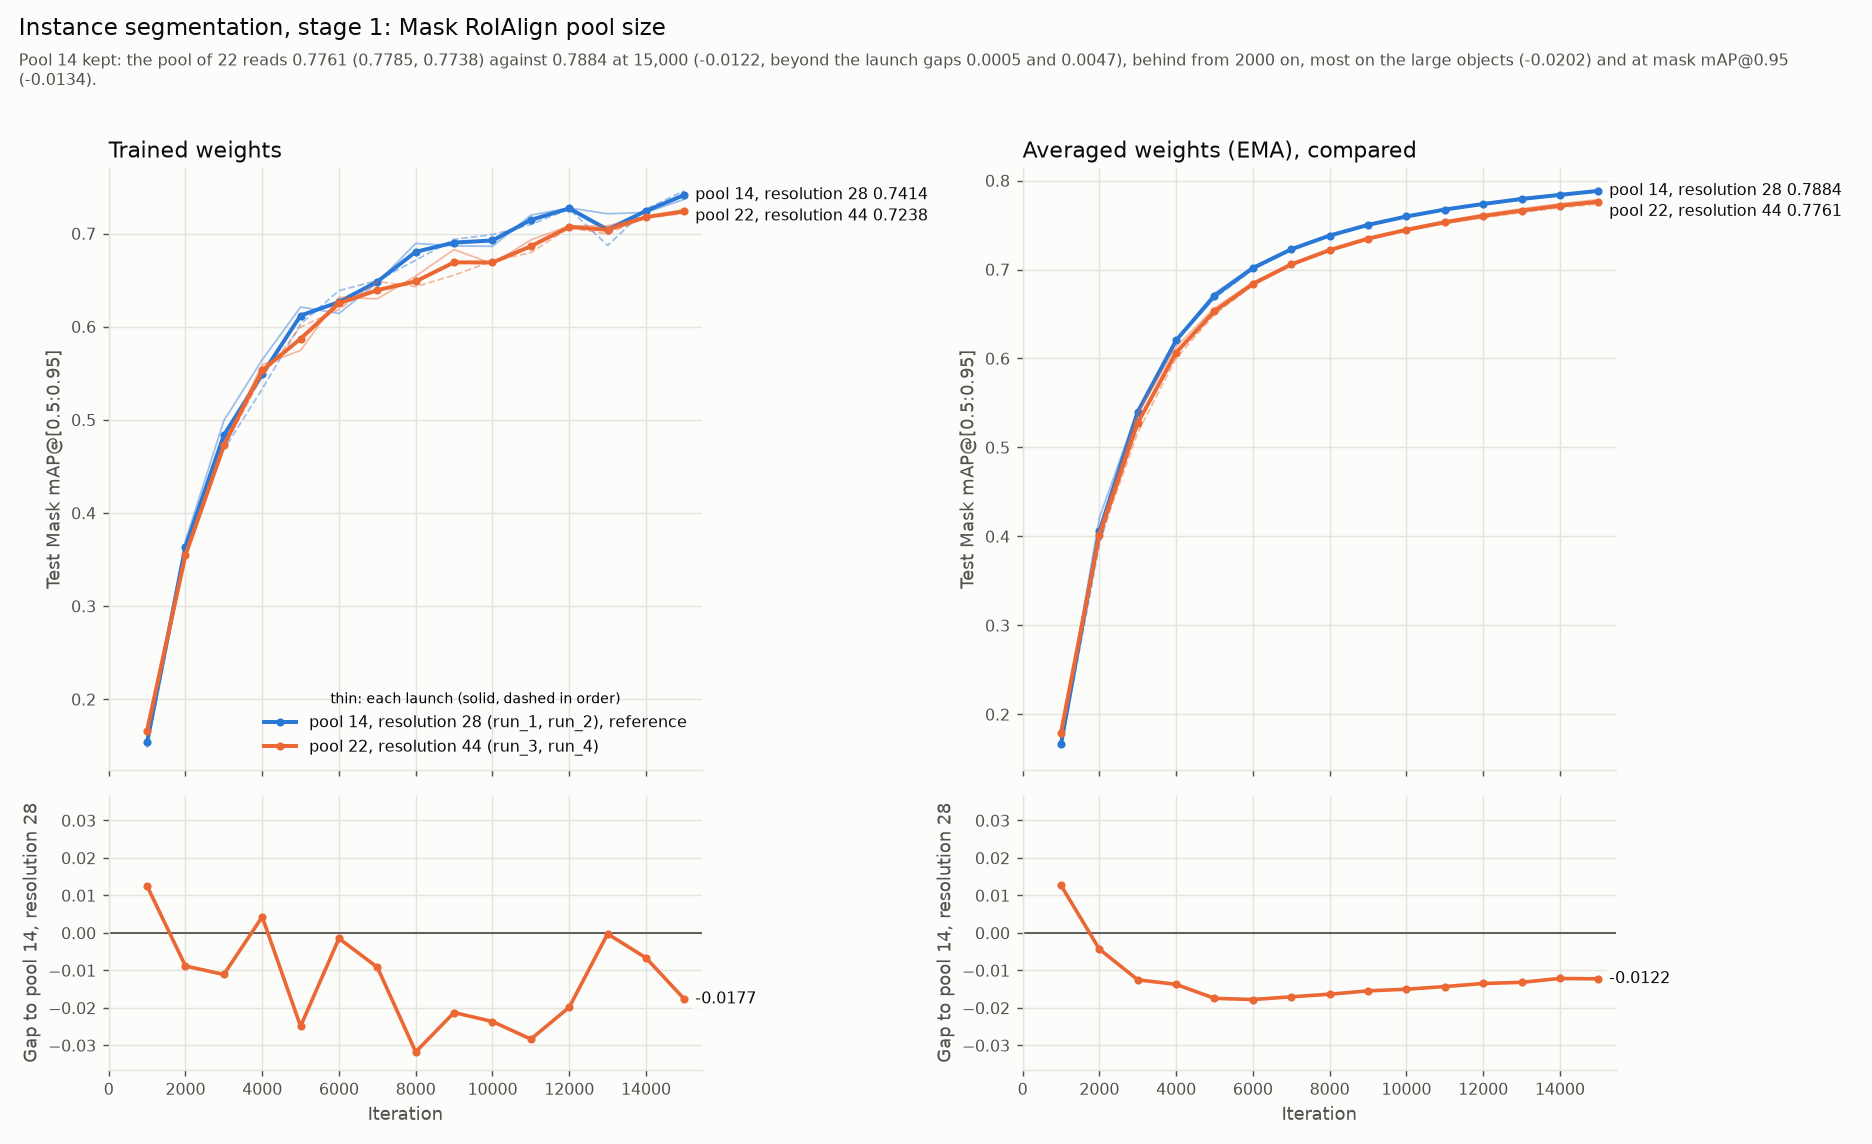 Instance segmentation, stage 1: Mask RoIAlign pool size
Pool 14 kept: the pool of 22 reads 0.7761 (0.7785, 0.7738) against 0.7884 at 15,000 (-0.0122, beyond the launch gaps 0.0005 and 0.0047), behind from 2000 on, most on the large objects (-0.0202) and at mask mAP@0.95
(-0.0134).
Trained weights
Test Mask mAP@[0.5:0.95]
0.7
0.6
0.5
0.4
0.3
0.2
pool 14, resolution 28 0.7414
pool 22, resolution 44 0.7238
thin: each launch (solid, dashed in order)
pool 14, resolution 28 (run_1, run_2), reference
pool 22, resolution 44 (run_3, run_4)
Gap to pool 14, resolution 28
0.03
0.02
0.01
0.00
−0.01
−0.02
−0.03
-0.0177
0 2000 4000 6000 8000 10000 12000 14000
Iteration
Averaged weights (EMA), compared
Test Mask mAP@[0.5:0.95]
0.8
0.7
0.6
0.5
0.4
0.3
0.2
pool 14, resolution 28 0.7884
pool 22, resolution 44 0.7761
Gap to pool 14, resolution 28
0.03
0.02
0.01
0.00
−0.01
−0.02
−0.03
-0.0122
0 2000 4000 6000 8000 10000 12000 14000
Iteration